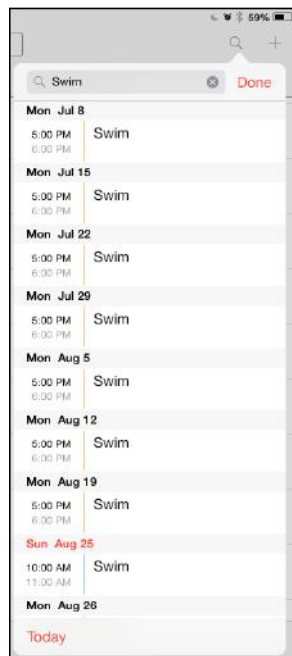 59%
Swim
Done
Mon Jul 8
5:00 PM Swim
6:00 PM
Mon Jul 15
5:00 PM Swim
6:00 PM
Mon Jul 22
5:00 PM Swim
6:00 PM
Mon Jul 29
5:00 PM Swim
6:00 PM
Mon Aug 5
5:00 PM Swim
6:00 PM
Mon Aug 12
5:00 PM Swim
6:00 PM
Mon Aug 19
5:00 PM Swim
6:00 PM
Sun Aug 25
10:00 AM Swim
11:00 AM
Mon Aug 26
Today